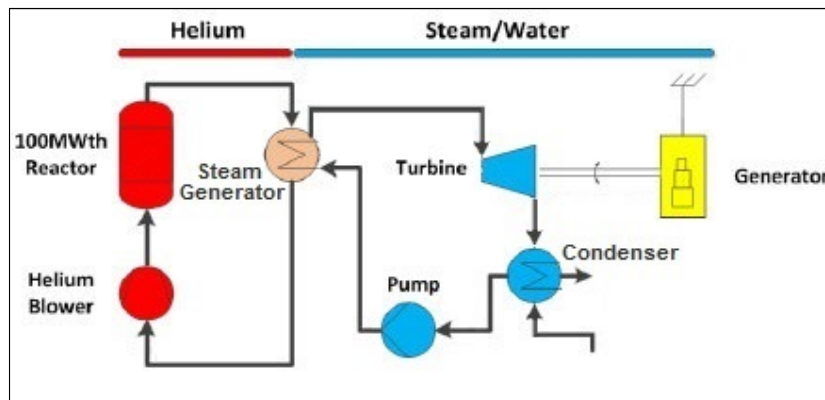 Helium
Steam/Water
100MWth
Reactor
Steam
Generator
Turbine
Generator
Helium
Blower
Pump
Condenser